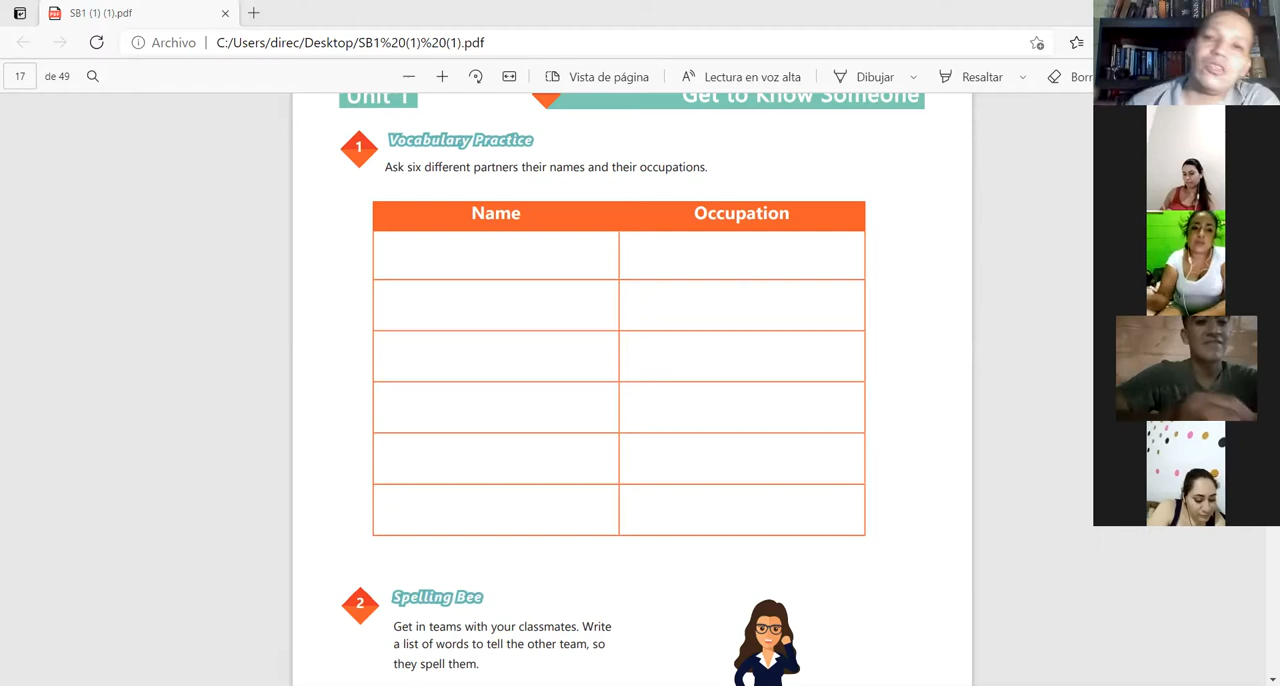 SB1 (1) (1).pdf
Archivo
C:/Users/direc/Desktop/SB1%20(1)%20(1).pdf
17
de 49
Vista de página
Lectura en voz alta
Dibujar
Resaltar
Borr
Unit 1
Get to Know Someone
1
Vocabulary Practice
Ask six different partners their names and their occupations.
Name
Occupation
2
Spelling Bee
Get in teams with your classmates. Write
a list of words to tell the other team, so
they spell them.